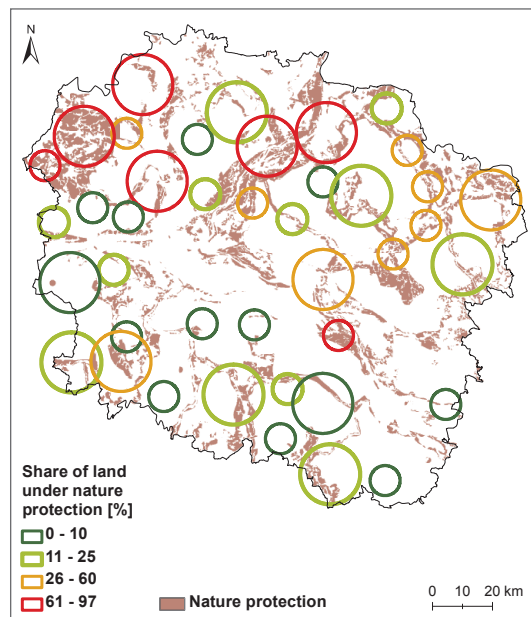 N
Share of land
under nature
protection [%]
0 - 10
11 - 25
26 - 60
61 - 97
Nature protection
0 10 20 km